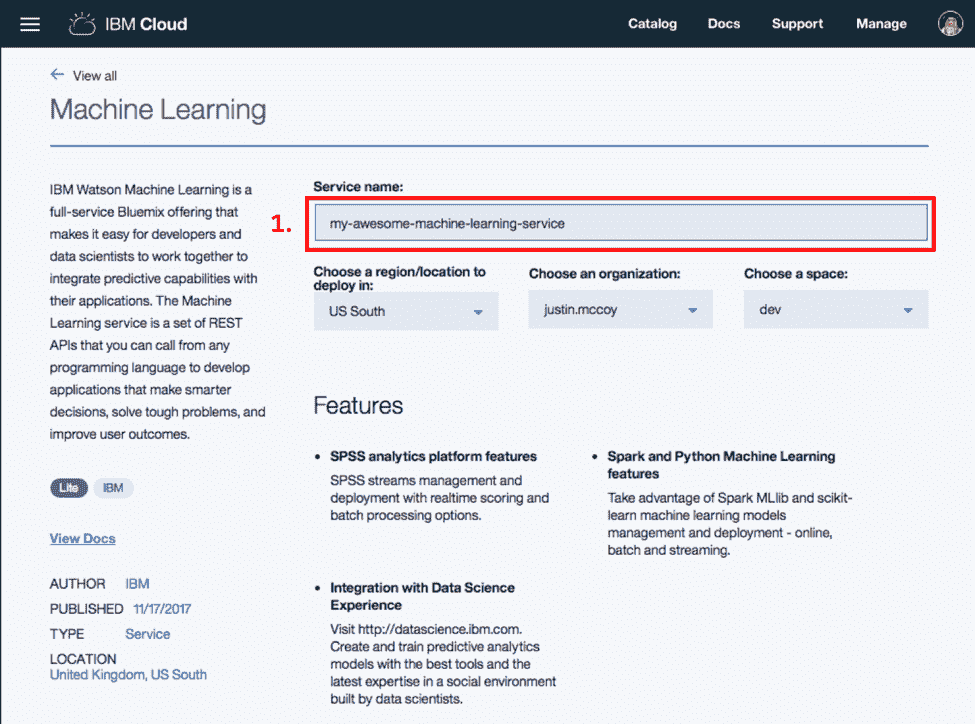 IBM Cloud
Catalog
Docs
Support
Manage
← View all
Machine Learning
IBM Watson Machine Learning is a
full-service Bluemix offering that
makes it easy for developers and
data scientists to work together to
integrate predictive capabilities with
their applications. The Machine
Learning service is a set of REST
APIs that you can call from any
programming language to develop
applications that make smarter
decisions, solve tough problems, and
improve user outcomes.
Lite
IBM
View Docs
AUTHOR IBM
PUBLISHED 11/17/2017
TYPE Service
LOCATION
United Kingdom, US South
Service name:
1.
my-awesome-machine-learning-service
Choose a region/location to
deploy in:
US South
Choose an organization:
justin.mccoy
Choose a space:
dev
Features
• SPSS analytics platform features
SPSS streams management and
deployment with realtime scoring and
batch processing options.
• Spark and Python Machine Learning
features
Take advantage of Spark MLlib and scikit-
learn machine learning models
management and deployment - online,
batch and streaming.
• Integration with Data Science
Experience
Visit http://datascience.ibm.com.
Create and train predictive analytics
models with the best tools and the
latest expertise in a social environment
built by data scientists.